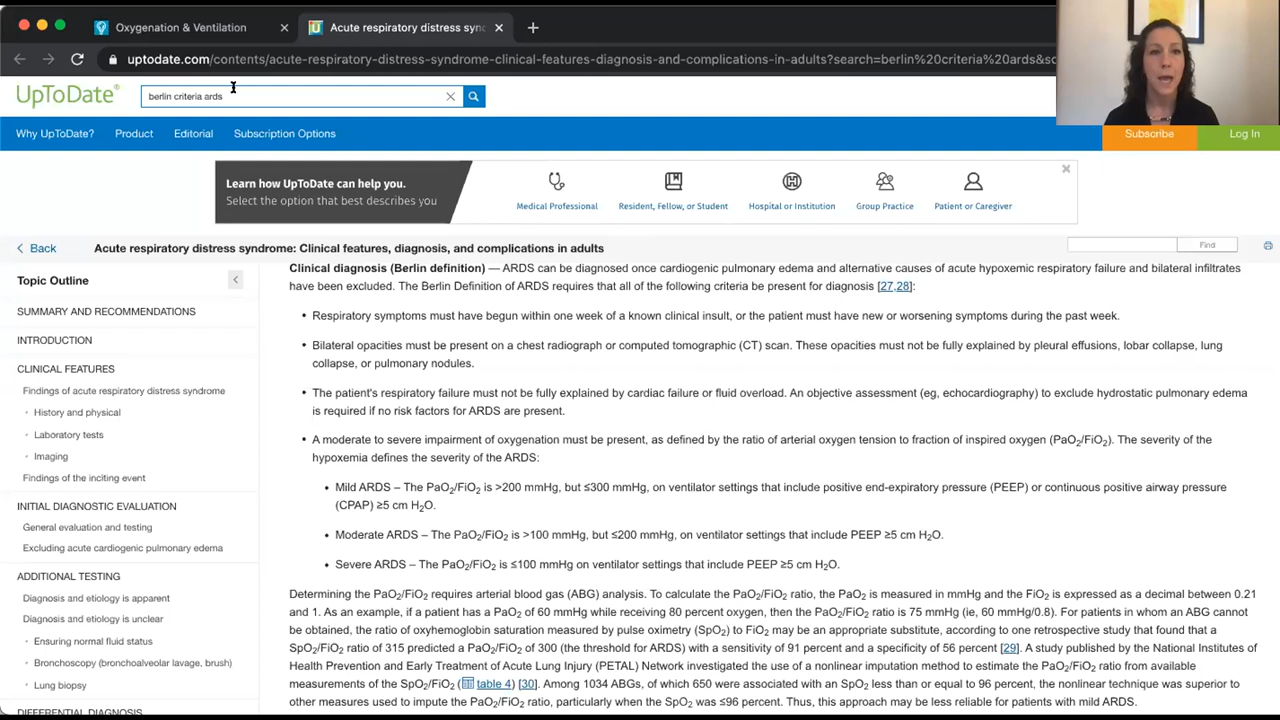 Oxygenation & Ventilation
Acute respiratory distress syn
uptodate.com/contents/acute-respiratory-distress-syndrome-clinical-features-diagnosis-and-complications-in-adults?search=berlin%20criteria%20ards&sc
UpToDate®
berlin criteria ards
Why UpToDate? Product Editorial Subscription Options Subscribe Log In
Learn how UpToDate can help you.
Select the option that best describes you
Medical Professional Resident, Fellow, or Student Hospital or Institution Group Practice Patient or Caregiver
Back Acute respiratory distress syndrome: Clinical features, diagnosis, and complications in adults Find
Topic Outline
SUMMARY AND RECOMMENDATIONS
INTRODUCTION
CLINICAL FEATURES
Findings of acute respiratory distress syndrome
• History and physical
• Laboratory tests
• Imaging
Findings of the inciting event
INITIAL DIAGNOSTIC EVALUATION
General evaluation and testing
Excluding acute cardiogenic pulmonary edema
ADDITIONAL TESTING
Diagnosis and etiology is apparent
Diagnosis and etiology is unclear
• Ensuring normal fluid status
• Bronchoscopy (bronchoalveolar lavage, brush)
• Lung biopsy
DIFFERENTIAL DIAGNOSIS
Clinical diagnosis (Berlin definition) — ARDS can be diagnosed once cardiogenic pulmonary edema and alternative causes of acute hypoxemic respiratory failure and bilateral infiltrates
have been excluded. The Berlin Definition of ARDS requires that all of the following criteria be present for diagnosis [27,28]:
• Respiratory symptoms must have begun within one week of a known clinical insult, or the patient must have new or worsening symptoms during the past week.
• Bilateral opacities must be present on a chest radiograph or computed tomographic (CT) scan. These opacities must not be fully explained by pleural effusions, lobar collapse, lung
collapse, or pulmonary nodules.
• The patient's respiratory failure must not be fully explained by cardiac failure or fluid overload. An objective assessment (eg, echocardiography) to exclude hydrostatic pulmonary edema
is required if no risk factors for ARDS are present.
• A moderate to severe impairment of oxygenation must be present, as defined by the ratio of arterial oxygen tension to fraction of inspired oxygen (PaO₂/FiO₂). The severity of the
hypoxemia defines the severity of the ARDS:
• Mild ARDS – The PaO₂/FiO₂ is >200 mmHg, but ≤300 mmHg, on ventilator settings that include positive end-expiratory pressure (PEEP) or continuous positive airway pressure
(CPAP) ≥5 cm H₂O.
• Moderate ARDS – The PaO₂/FiO₂ is >100 mmHg, but ≤200 mmHg, on ventilator settings that include PEEP ≥5 cm H₂O.
• Severe ARDS – The PaO₂/FiO₂ is ≤100 mmHg on ventilator settings that include PEEP ≥5 cm H₂O.
Determining the PaO₂/FiO₂ requires arterial blood gas (ABG) analysis. To calculate the PaO₂/FiO₂ ratio, the PaO₂ is measured in mmHg and the FiO₂ is expressed as a decimal between 0.21
and 1. As an example, if a patient has a PaO₂ of 60 mmHg while receiving 80 percent oxygen, then the PaO₂/FiO₂ ratio is 75 mmHg (ie, 60 mmHg/0.8). For patients in whom an ABG cannot
be obtained, the ratio of oxyhemoglobin saturation measured by pulse oximetry (SpO₂) to FiO₂ may be an appropriate substitute, according to one retrospective study that found that a
SpO₂/FiO₂ ratio of 315 predicted a PaO₂/FiO₂ of 300 (the threshold for ARDS) with a sensitivity of 91 percent and a specificity of 56 percent [29]. A study published by the National Institutes of
Health Prevention and Early Treatment of Acute Lung Injury (PETAL) Network investigated the use of a nonlinear imputation method to estimate the PaO₂/FiO₂ ratio from available
measurements of the SpO₂/FiO₂ (table 4) [30]. Among 1034 ABGs, of which 650 were associated with an SpO₂ less than or equal to 96 percent, the nonlinear technique was superior to
other measures used to impute the PaO₂/FiO₂ ratio, particularly when the SpO₂ was ≤96 percent. Thus, this approach may be less reliable for patients with mild ARDS.